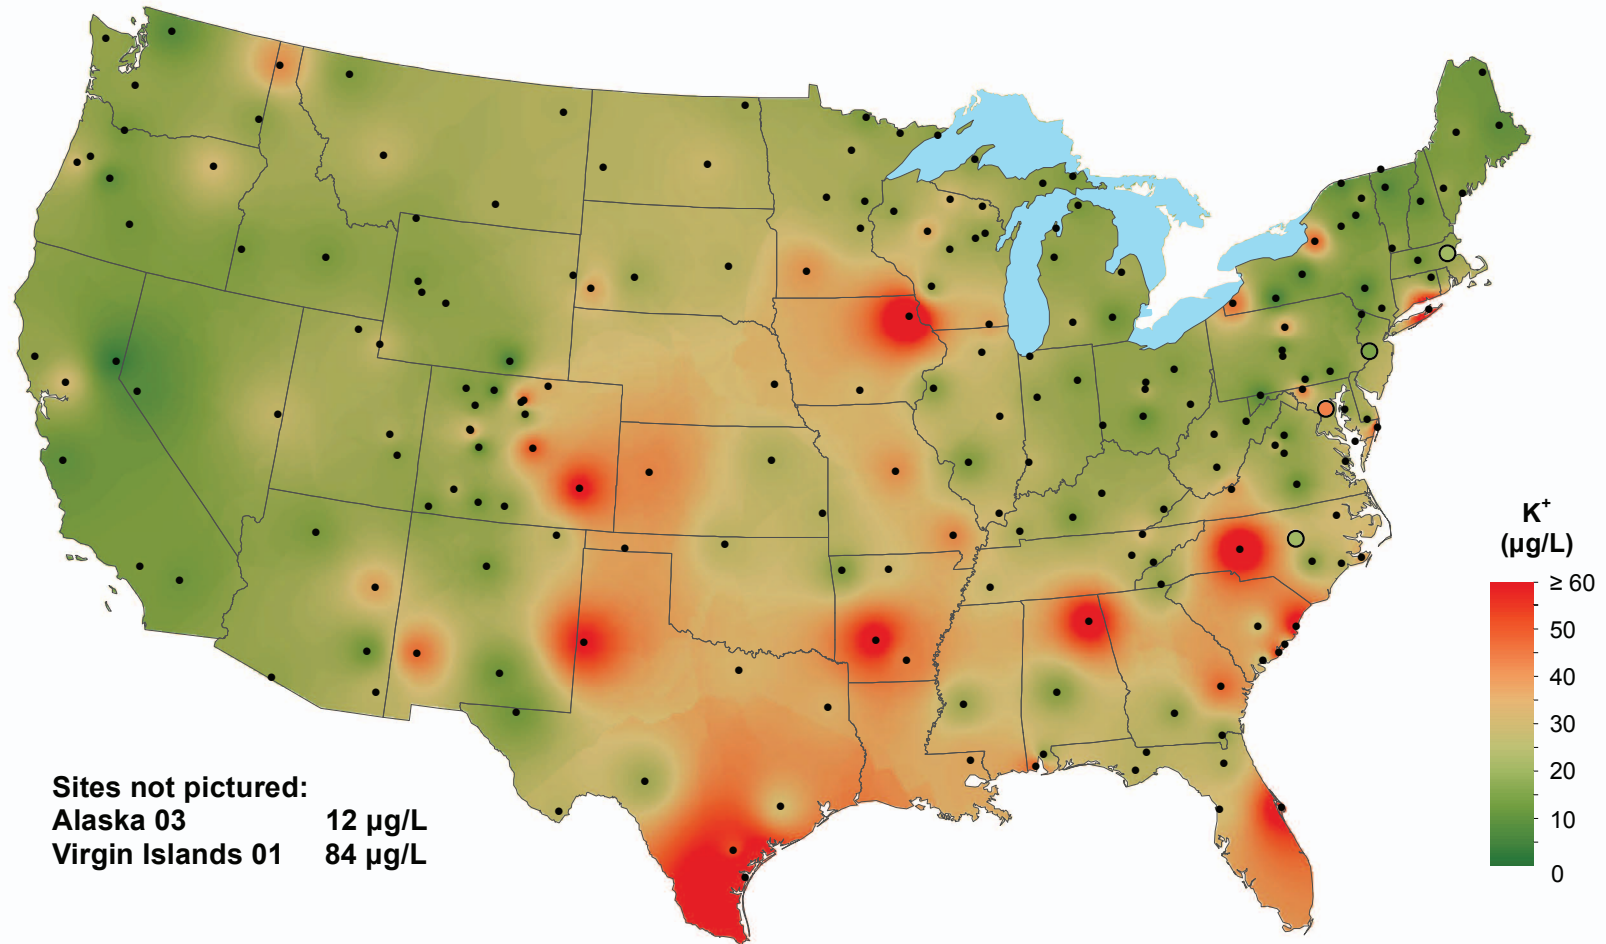 K+
(µg/L)
≥ 60
50
40
30
20
10
0
Sites not pictured:
Alaska 03 12 µg/L
Virgin Islands 01 84 µg/L